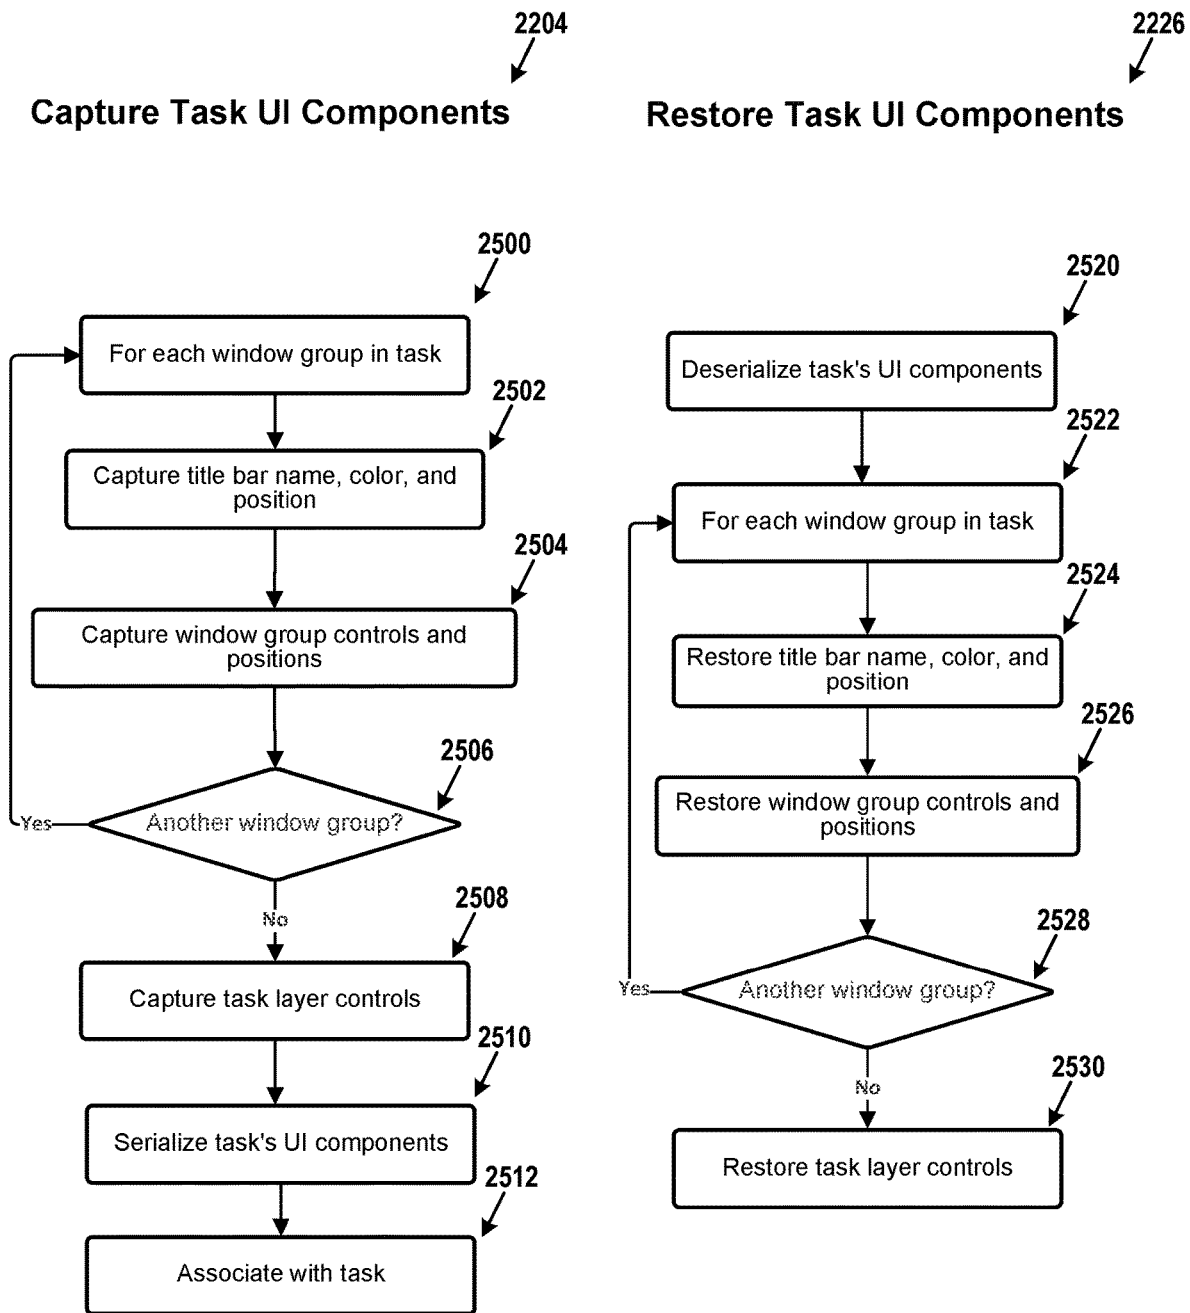 2204
Capture Task UI Components
2500
For each window group in task
2502
Capture title bar name, color, and
position
2504
Capture window group controls and
positions
2506
Another window group?
Yes
No
2508
Capture task layer controls
2510
Serialize task's UI components
2512
Associate with task
2226
Restore Task UI Components
2520
Deserialize task's UI components
2522
For each window group in task
2524
Restore title bar name, color, and
position
2526
Restore window group controls and
positions
2528
Another window group?
Yes
No
2530
Restore task layer controls